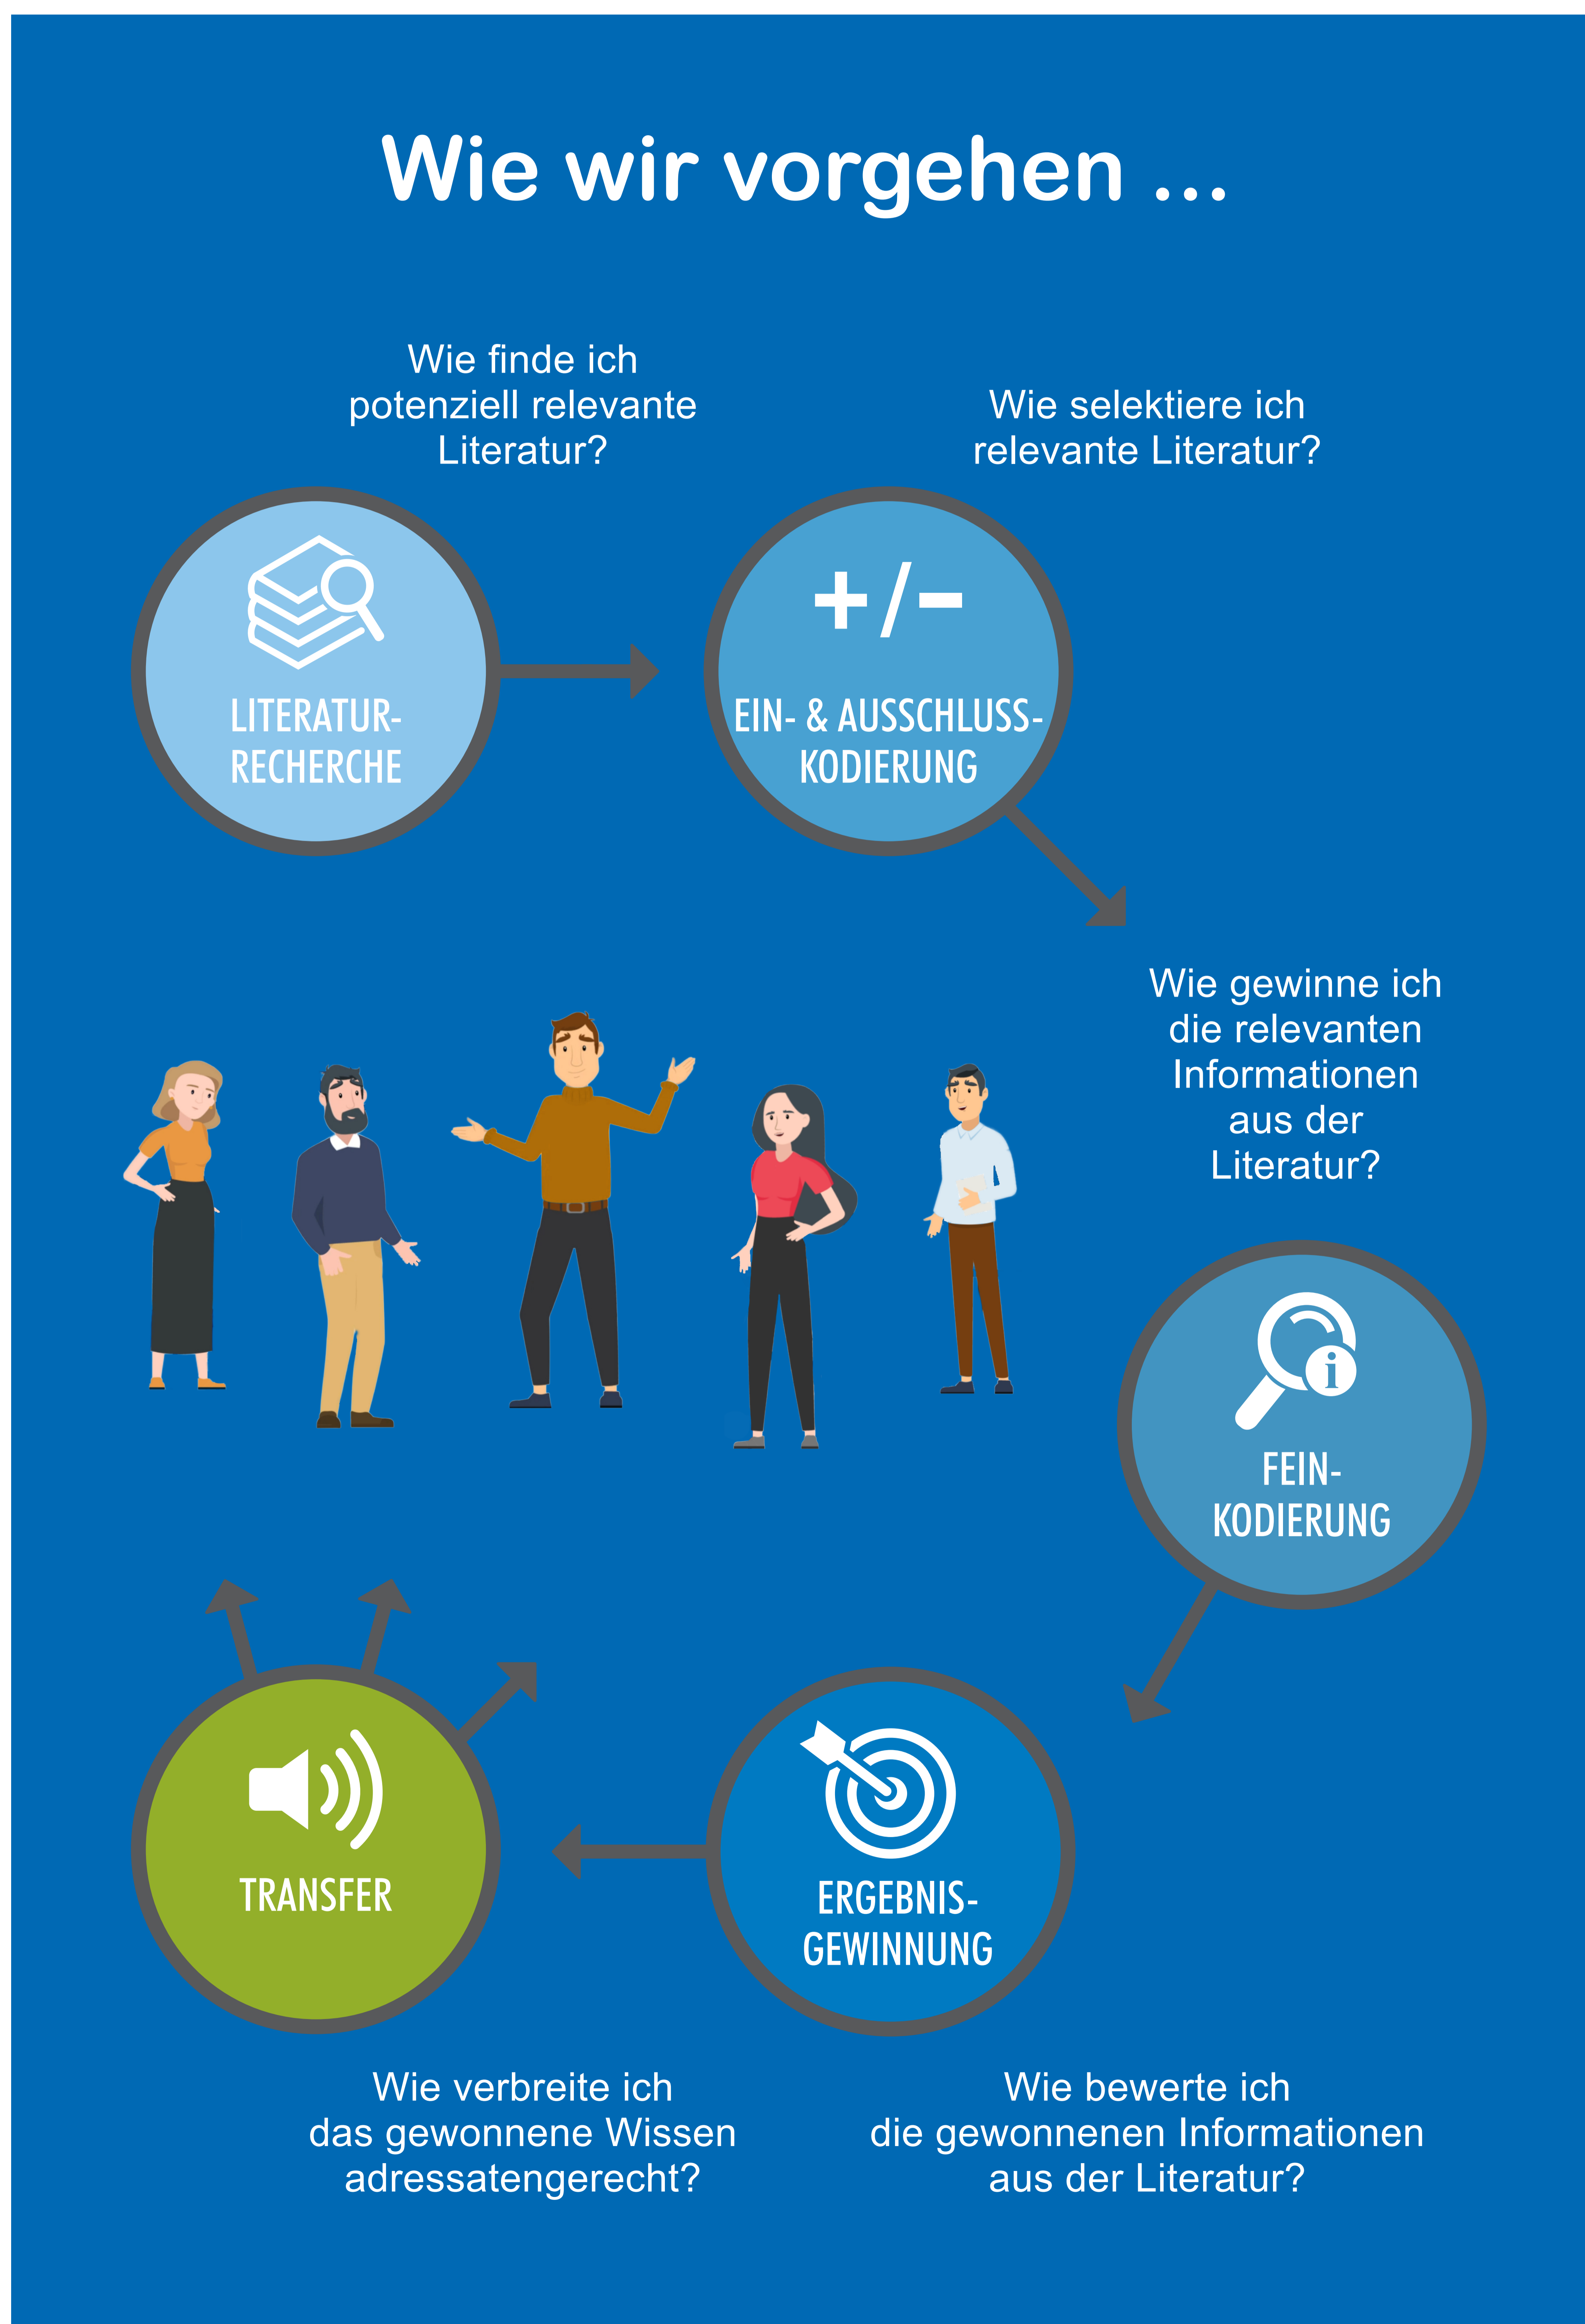 Wie wir vorgehen ...
Wie finde ich
potenziell relevante
Literatur?
Wie selektiere ich
relevante Literatur?
LITERATUR-
RECHERCHE
+/-
EIN- & AUSSCHLUSS-
KODIERUNG
Wie gewinne ich
die relevanten
Informationen
aus der
Literatur?
i
FEIN-
KODIERUNG
TRANSFER
ERGEBNIS-
GEWINNUNG
Wie verbreite ich
das gewonnene Wissen
adressatengerecht?
Wie bewerte ich
die gewonnenen Informationen
aus der Literatur?